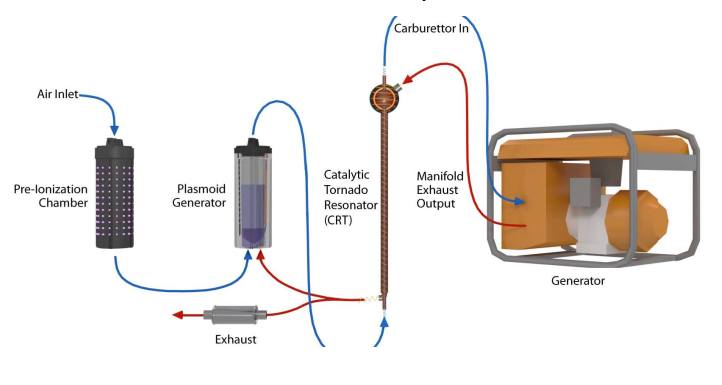 Carburettor In
Air Inlet
Pre-Ionization
Chamber
Plasmoid
Generator
Catalytic
Tornado
Resonator
(CRT)
Manifold
Exhaust
Output
Generator
Exhaust